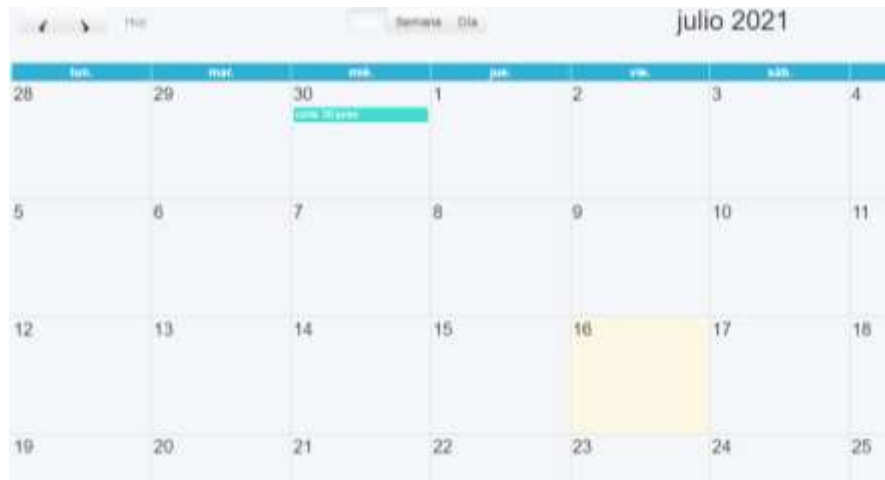 Hoy Semana Día julio 2021
lun. mar. mié. jue. vie. sáb.
28 29 30 1 2 3 4
5 6 7 8 9 10 11
12 13 14 15 16 17 18
19 20 21 22 23 24 25